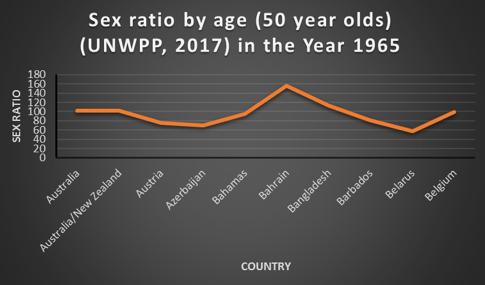 Sex ratio by age (50 year olds)
(UNWPP, 2017) in the Year 1965
SEX RATIO
180
160
140
120
100
80
60
40
20
0
Australia
Australia/New Zealand
Austria
Azerbaijan
Bahamas
Bahrain
Bangladesh
Barbados
Belarus
Belgium
COUNTRY